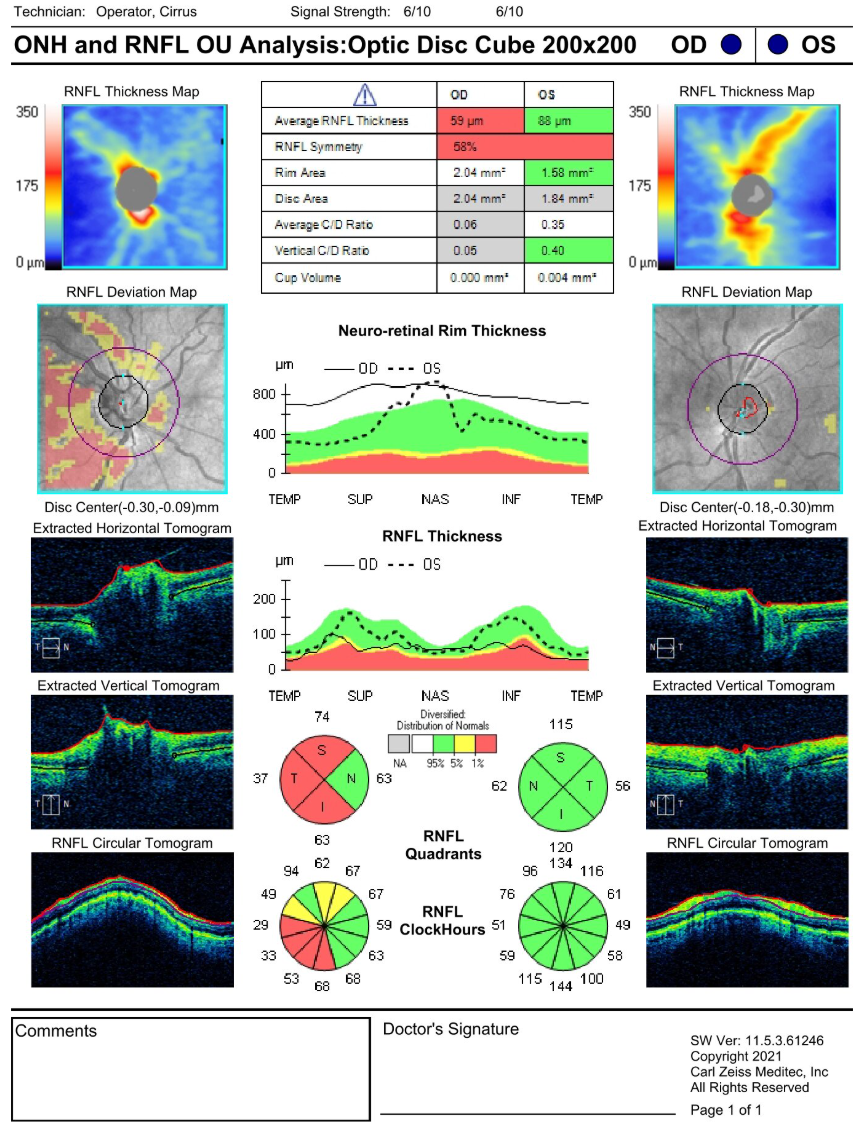 Technician: Operator, Cirrus Signal Strength: 6/10 6/10
ONH and RNFL OU Analysis:Optic Disc Cube 200x200 OD OS
RNFL Thickness Map
350
175
0 µm
OD OS
Average RNFL Thickness 59 µm 88 µm
RNFL Symmetry 58%
Rim Area 2.04 mm² 1.58 mm²
Disc Area 2.04 mm² 1.84 mm²
Average C/D Ratio 0.06 0.35
Vertical C/D Ratio 0.05 0.40
Cup Volume 0.000 mm³ 0.004 mm³
RNFL Thickness Map
350
175
0 µm
RNFL Deviation Map
Disc Center(-0.30,-0.09)mm
Neuro-retinal Rim Thickness
µm OD OS
800
400
0
TEMP SUP NAS INF TEMP
RNFL Deviation Map
Disc Center(-0.18,-0.30)mm
Extracted Horizontal Tomogram
T N
RNFL Thickness
µm OD OS
200
100
0
TEMP SUP NAS INF TEMP
Extracted Horizontal Tomogram
N T
Extracted Vertical Tomogram
T N
74
37 T S N I 63
63
Diversified:
Distribution of Normals
NA 95% 5% 1%
115
62 N S T I 56
120
RNFL
Quadrants
Extracted Vertical Tomogram
N T
RNFL Circular Tomogram
62
94 67
49 67
29 59
33 63
53 68
68
RNFL
ClockHours
134
96 116
76 61
51 49
59 58
115 100
144
RNFL Circular Tomogram
Comments
Doctor's Signature
SW Ver: 11.5.3.61246
Copyright 2021
Carl Zeiss Meditec, Inc
All Rights Reserved
Page 1 of 1